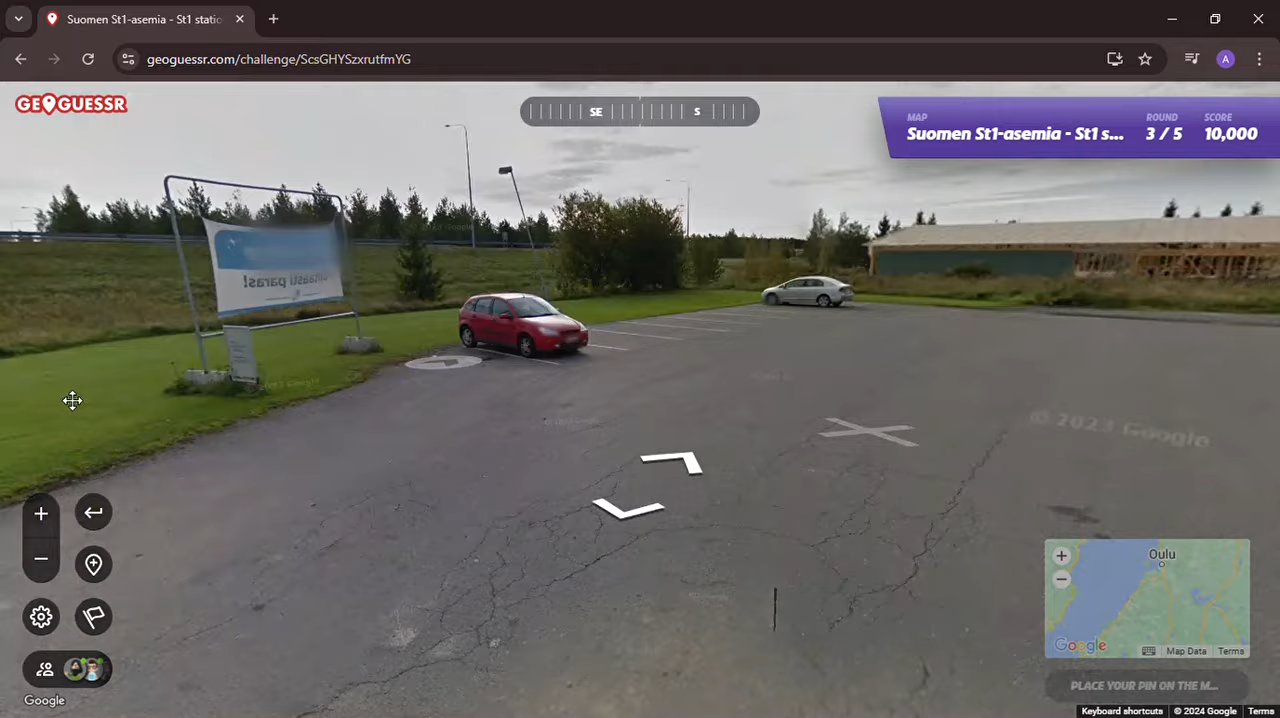 Suomen St1-asemia - St1 statio
geoguessr.com/challenge/ScsGHYSzxrutfmYG
A
GEOGUESSR
SE
S
MAP
ROUND
SCORE
Suomen St1-asemia - St1 s...
3 / 5
10,000
paras!
© 2023 Google
Oulu
Google
Map Data
Terms
PLACE YOUR PIN ON THE M...
Google
Keyboard shortcuts
© 2024 Google
Terms